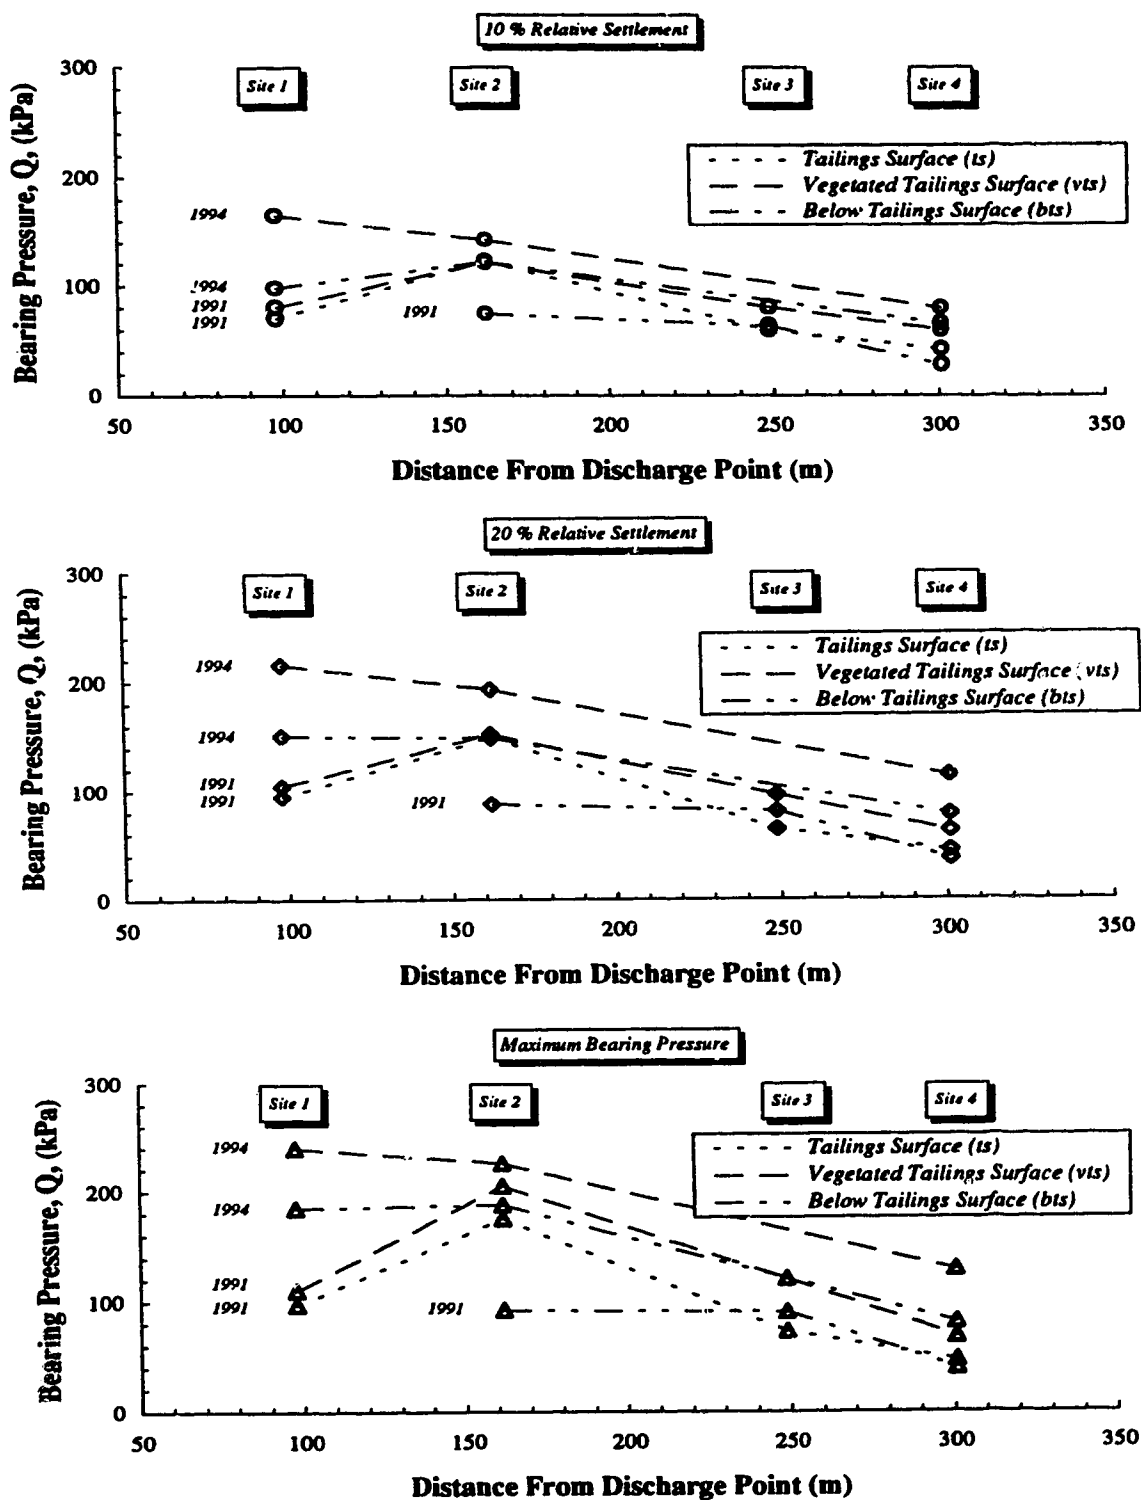 10 % Relative Settlement
300
Site 1
Site 2
Site 3
Site 4
Tailings Surface (ts)
Vegetated Tailings Surface (vts)
Below Tailings Surface (bts)
200
1994
1994
100
1991
1991
1991
0
Bearing Pressure, Q, (kPa)
50
100
150
200
250
300
350
Distance From Discharge Point (m)
20 % Relative Settlement
300
Site 1
Site 2
Site 3
Site 4
Tailings Surface (ts)
Vegetated Tailings Surface (vts)
Below Tailings Surface (bts)
1994
200
1994
1991
100
1991
1991
0
Bearing Pressure, Q, (kPa)
50
100
150
200
250
300
350
Distance From Discharge Point (m)
Maximum Bearing Pressure
300
Site 1
Site 2
Site 3
Site 4
Tailings Surface (ts)
Vegetated Tailings Surface (vts)
Below Tailings Surface (bts)
1994
200
1994
1991
100
1991
1991
0
Bearing Pressure, Q, (kPa)
50
100
150
200
250
300
350
Distance From Discharge Point (m)